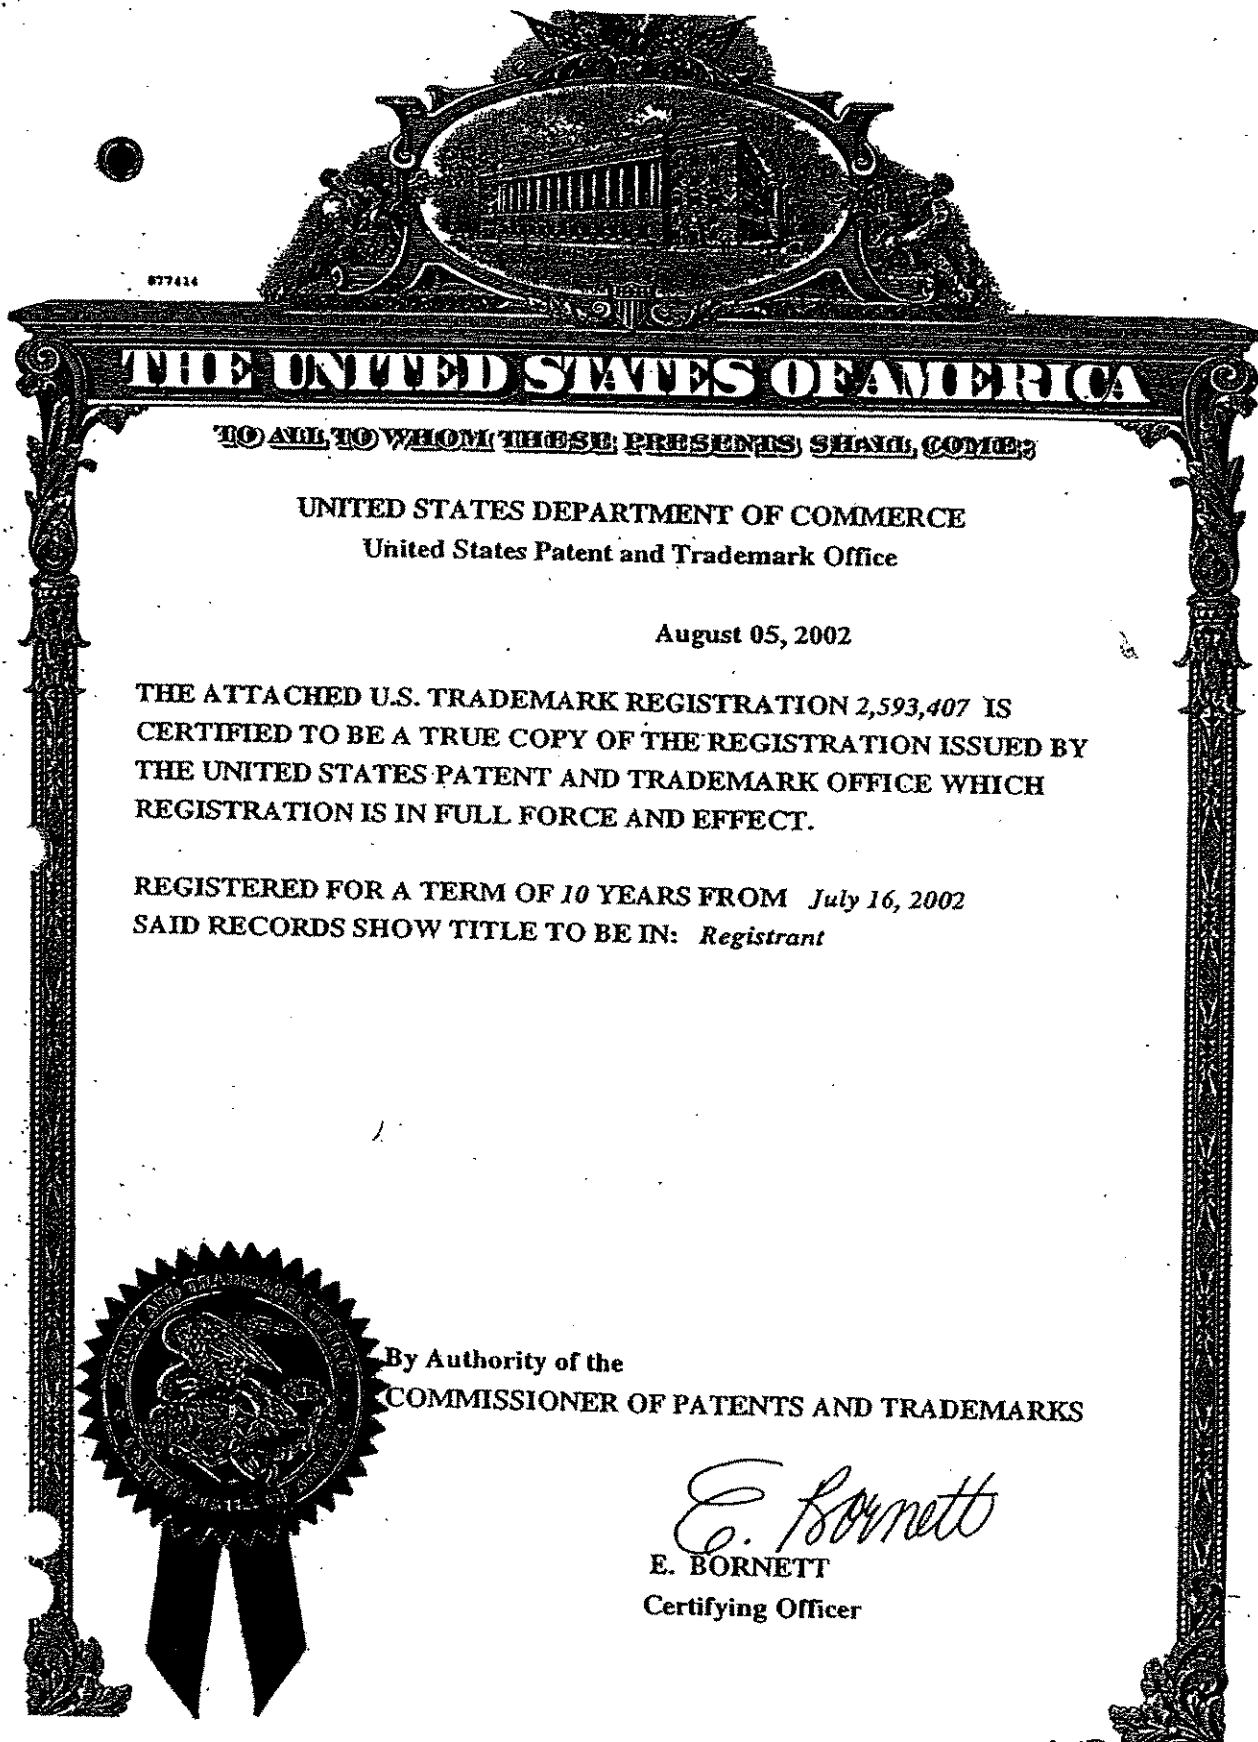 877414
THE UNITED STATES OF AMERICA
TO ALL TO WHOM THESE PRESENTS SHALL COME:
UNITED STATES DEPARTMENT OF COMMERCE
United States Patent and Trademark Office
August 05, 2002
THE ATTACHED U.S. TRADEMARK REGISTRATION 2,593,407 IS
CERTIFIED TO BE A TRUE COPY OF THE REGISTRATION ISSUED BY
THE UNITED STATES PATENT AND TRADEMARK OFFICE WHICH
REGISTRATION IS IN FULL FORCE AND EFFECT.
REGISTERED FOR A TERM OF 10 YEARS FROM July 16, 2002
SAID RECORDS SHOW TITLE TO BE IN: Registrant
By Authority of the
COMMISSIONER OF PATENTS AND TRADEMARKS
E. Bornett
E. BORNETT
Certifying Officer